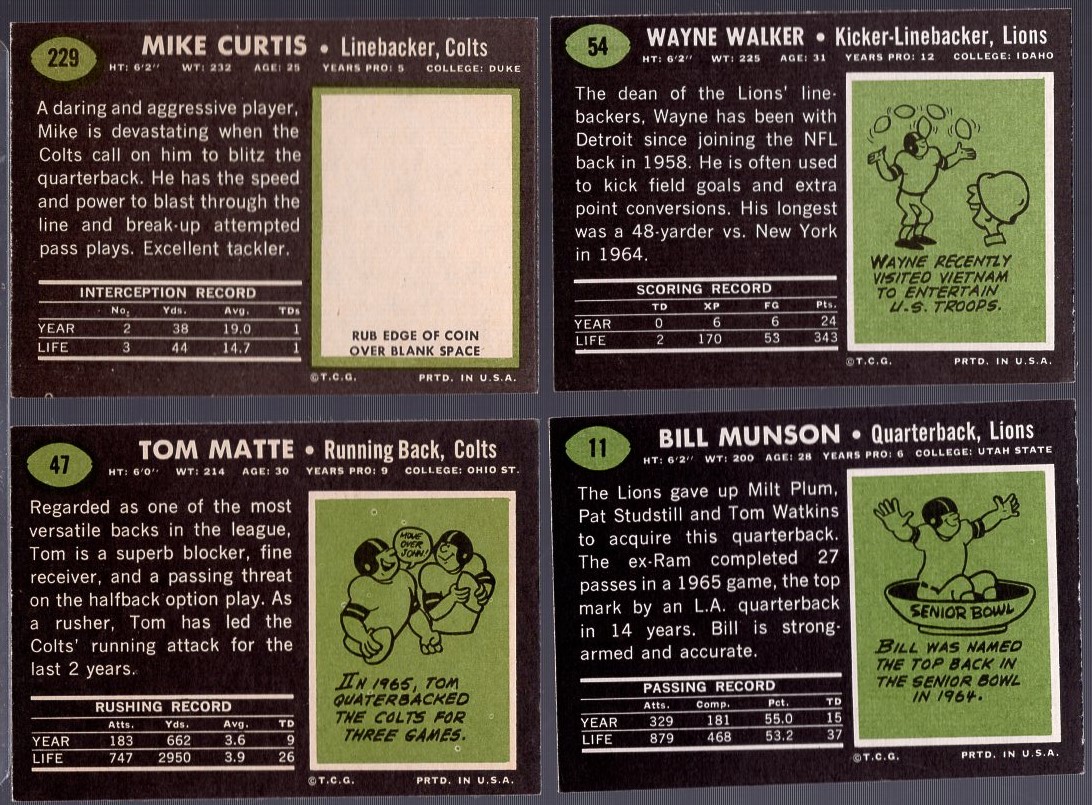 229
MIKE CURTIS • Linebacker, Colts
HT: 6'2" WT: 232 AGE: 25 YEARS PRO: 5 COLLEGE: DUKE
A daring and aggressive player,
Mike is devastating when the
Colts call on him to blitz the
quarterback. He has the speed
and power to blast through the
line and break-up attempted
pass plays. Excellent tackler.
INTERCEPTION RECORD
No. Yds. Avg. TDs
YEAR 2 38 19.0 1
LIFE 3 44 14.7 1
RUB EDGE OF COIN
OVER BLANK SPACE
©T.C.G. PRTD. IN U.S.A.
54
WAYNE WALKER • Kicker-Linebacker, Lions
HT: 6'2" WT: 225 AGE: 31 YEARS PRO: 12 COLLEGE: IDAHO
The dean of the Lions' line-
backers, Wayne has been with
Detroit since joining the NFL
back in 1958. He is often used
to kick field goals and extra
point conversions. His longest
was a 48-yarder vs. New York
in 1964.
SCORING RECORD
TD XP FG Pts.
YEAR 0 6 6 24
LIFE 2 170 53 343
WAYNE RECENTLY
VISITED VIETNAM
TO ENTERTAIN
U.S. TROOPS.
©T.C.G. PRTD. IN U.S.A.
47
TOM MATTE • Running Back, Colts
HT: 6'0" WT: 214 AGE: 30 YEARS PRO: 9 COLLEGE: OHIO ST.
Regarded as one of the most
versatile backs in the league,
Tom is a superb blocker, fine
receiver, and a passing threat
on the halfback option play. As
a rusher, Tom has led the
Colts' running attack for the
last 2 years.
RUSHING RECORD
Atts. Yds. Avg. TD
YEAR 183 662 3.6 9
LIFE 747 2950 3.9 26
MOVE
OVER
JOHN!
IN 1965, TOM
QUATERBACKED
THE COLTS FOR
THREE GAMES.
©T.C.G. PRTD. IN U.S.A.
11
BILL MUNSON • Quarterback, Lions
HT: 6'2" WT: 200 AGE: 28 YEARS PRO: 6 COLLEGE: UTAH STATE
The Lions gave up Milt Plum,
Pat Studstill and Tom Watkins
to acquire this quarterback.
The ex-Ram completed 27
passes in a 1965 game, the top
mark by an L.A. quarterback
in 14 years. Bill is strong-
armed and accurate.
PASSING RECORD
Atts. Comp. Pct. TD
YEAR 329 181 55.0 15
LIFE 879 468 53.2 37
SENIOR BOWL
BILL WAS NAMED
THE TOP BACK IN
THE SENIOR BOWL
IN 1964.
©T.C.G. PRTD. IN U.S.A.